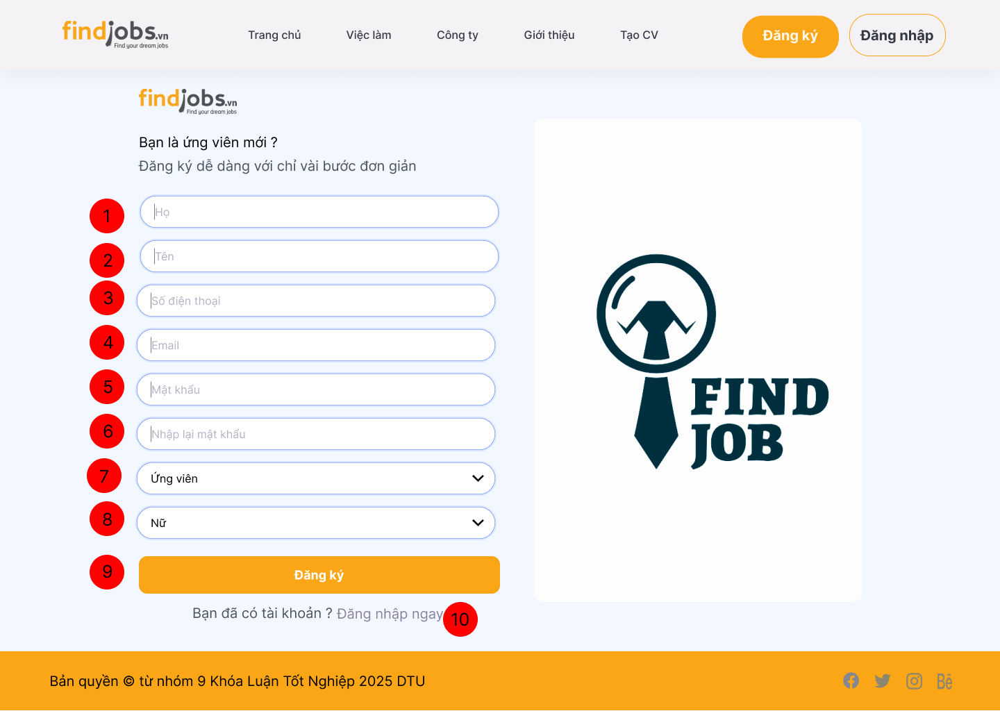 findjobs.vn
Find your dream jobs
Trang chủ
Việc làm
Công ty
Giới thiệu
Tạo CV
Đăng ký
Đăng nhập
findjobs.vn
Find your dream jobs
Bạn là ứng viên mới ?
Đăng ký dễ dàng với chỉ vài bước đơn giản
1
Họ
2
Tên
3
Số điện thoại
4
Email
5
Mật khẩu
6
Nhập lại mật khẩu
7
Ứng viên
8
Nữ
9
Đăng ký
Bạn đã có tài khoản ? Đăng nhập ngay
10
FIND
JOB
Bản quyền © từ nhóm 9 Khóa Luận Tốt Nghiệp 2025 DTU
Bē